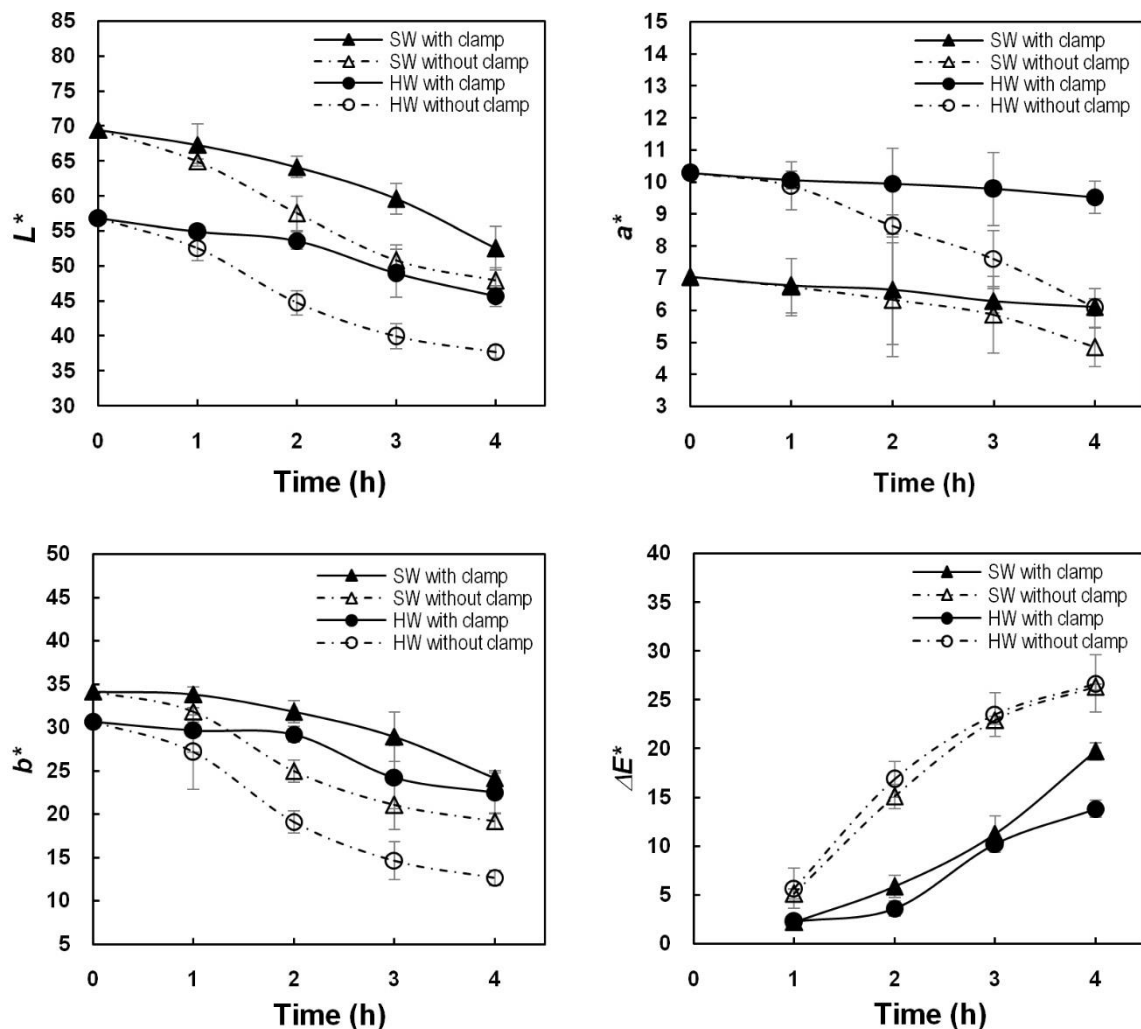 L*
85
80
75
70
65
60
55
50
45
40
35
30
0 1 2 3 4
Time (h)
SW with clamp
SW without clamp
HW with clamp
HW without clamp
a*
15
14
13
12
11
10
9
8
7
6
5
4
3
0 1 2 3 4
Time (h)
SW with clamp
SW without clamp
HW with clamp
HW without clamp
b*
50
45
40
35
30
25
20
15
10
5
0 1 2 3 4
Time (h)
SW with clamp
SW without clamp
HW with clamp
HW without clamp
ΔE*
40
35
30
25
20
15
10
5
0
0 1 2 3 4
Time (h)
SW with clamp
SW without clamp
HW with clamp
HW without clamp